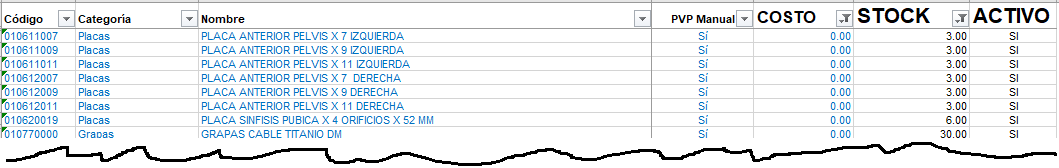 Código Categoría Nombre PVP Manual COSTO STOCK ACTIVO
010611007 Placas PLACA ANTERIOR PELVIS X 7 IZQUIERDA Sí 0.00 3.00 SI
010611009 Placas PLACA ANTERIOR PELVIS X 9 IZQUIERDA Sí 0.00 3.00 SI
010611011 Placas PLACA ANTERIOR PELVIS X 11 IZQUIERDA Sí 0.00 3.00 SI
010612007 Placas PLACA ANTERIOR PELVIS X 7 DERECHA Sí 0.00 3.00 SI
010612009 Placas PLACA ANTERIOR PELVIS X 9 DERECHA Sí 0.00 3.00 SI
010612011 Placas PLACA ANTERIOR PELVIS X 11 DERECHA Sí 0.00 3.00 SI
010620019 Placas PLACA SINFISIS PUBICA X 4 ORIFICIOS X 52 MM Sí 0.00 6.00 SI
010770000 Grapas GRAPAS CABLE TITANIO DM Sí 0.00 30.00 SI